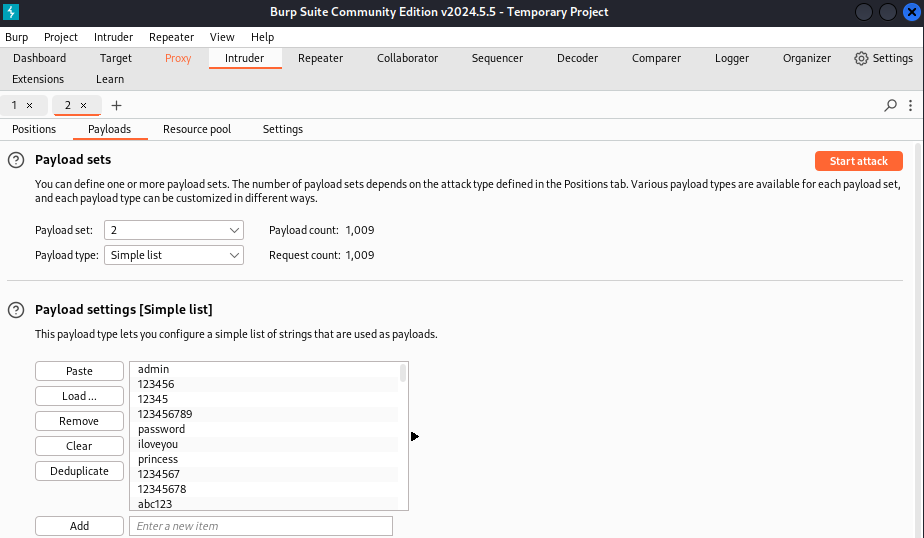 Burp Suite Community Edition v2024.5.5 - Temporary Project
Burp Project Intruder Repeater View Help
Dashboard Target Proxy Intruder Repeater Collaborator Sequencer Decoder Comparer Logger Organizer Settings
Extensions Learn
1 × 2 × +
Positions Payloads Resource pool Settings
? Payload sets Start attack
You can define one or more payload sets. The number of payload sets depends on the attack type defined in the Positions tab. Various payload types are available for each payload set,
and each payload type can be customized in different ways.
Payload set: 2 Payload count: 1,009
Payload type: Simple list Request count: 1,009
? Payload settings [Simple list]
This payload type lets you configure a simple list of strings that are used as payloads.
Paste
Load ...
Remove
Clear
Deduplicate
admin
123456
12345
123456789
password
iloveyou
princess
1234567
12345678
abc123
Add Enter a new item